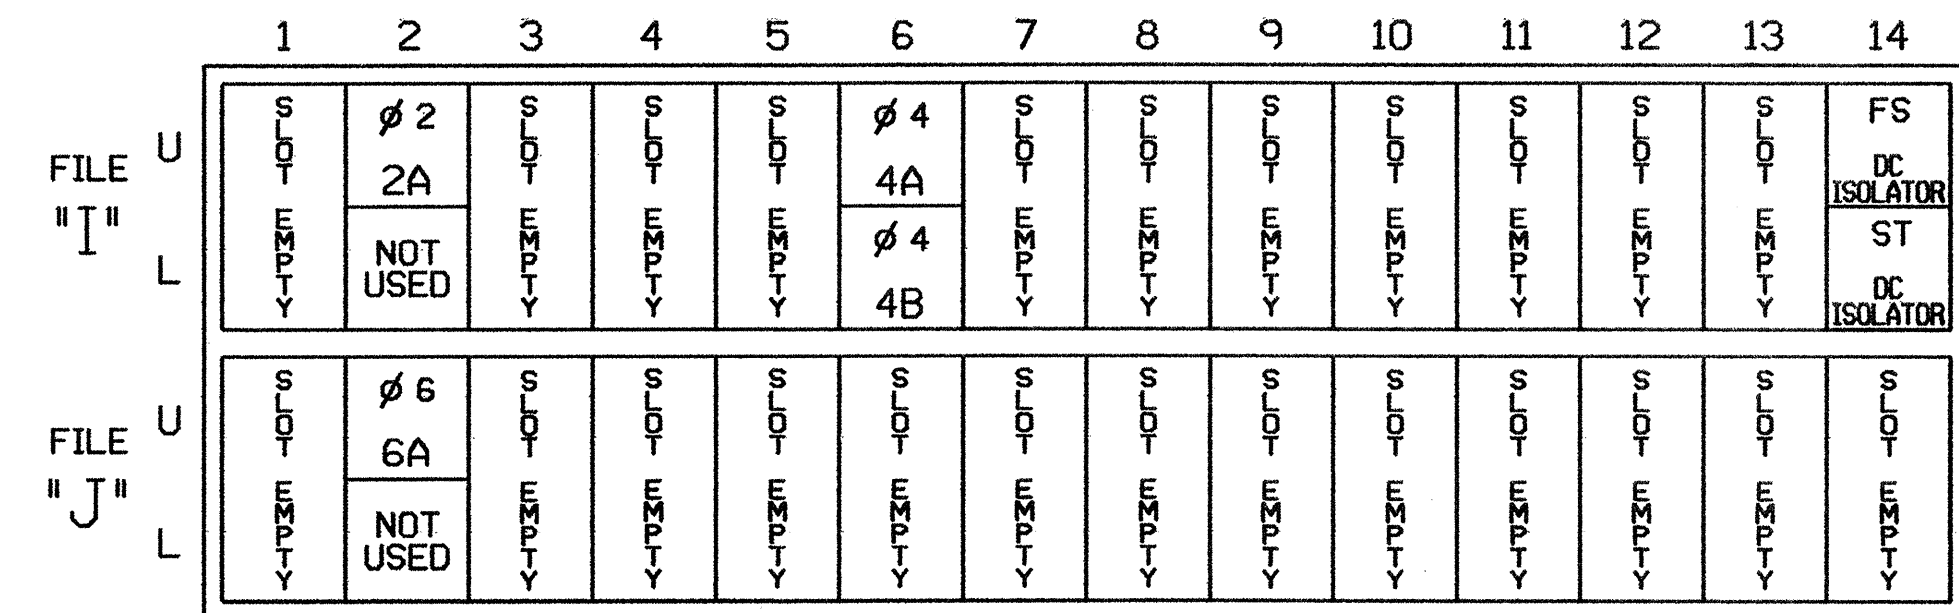 1 2 3 4 5 6 7 8 9 10 11 12 13 14
FILE "I"
U
L
SLOT EMPTY
ø 2
2A
NOT USED
SLOT EMPTY
SLOT EMPTY
SLOT EMPTY
ø 4
4A
ø 4
4B
SLOT EMPTY
SLOT EMPTY
SLOT EMPTY
SLOT EMPTY
SLOT EMPTY
SLOT EMPTY
SLOT EMPTY
FS
DC
ISOLATOR
ST
DC
ISOLATOR
FILE "J"
U
L
SLOT EMPTY
ø 6
6A
NOT USED
SLOT EMPTY
SLOT EMPTY
SLOT EMPTY
SLOT EMPTY
SLOT EMPTY
SLOT EMPTY
SLOT EMPTY
SLOT EMPTY
SLOT EMPTY
SLOT EMPTY
SLOT EMPTY
SLOT EMPTY